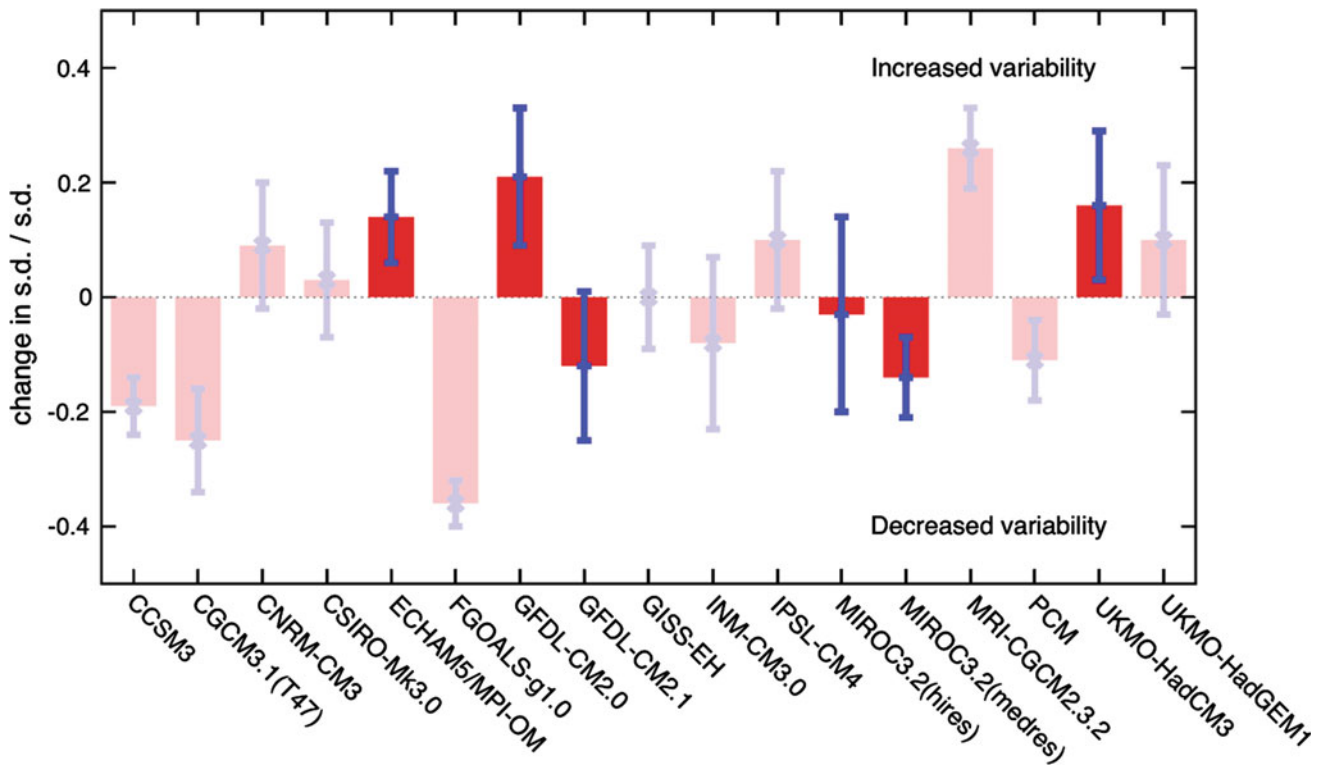 Increased variability
0.4
0.2
0
-0.2
-0.4
change in s.d. / s.d.
Decreased variability
CCSM3
CGCM3.1(T47)
CNRM-CM3
CSIRO-Mk3.0
ECHAM5/MPI-OM
FGOALS-g1.0
GFDL-CM2.0
GFDL-CM2.1
GISS-EH
INM-CM3.0
IPSL-CM4
MIROC3.2(hires)
MIROC3.2(medres)
MRI-CGCM2.3.2
PCM
UKMO-HadCM3
UKMO-HadGEM1